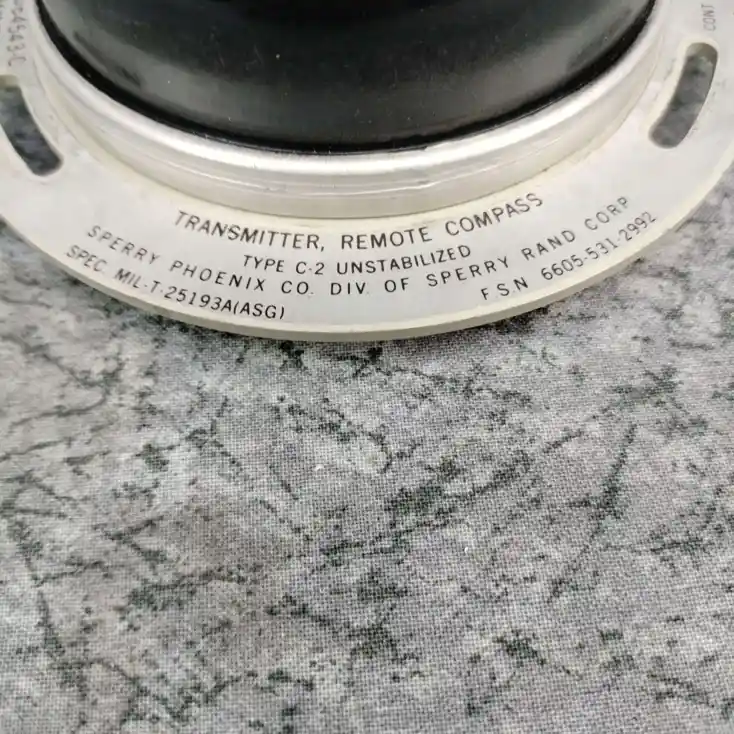 TRANSMITTER, REMOTE COMPASS
TYPE C-2 UNSTABILIZED
SPERRY PHOENIX CO. DIV. OF SPERRY RAND CORP
SPEC. MIL-T-25193A(ASG)
F S N 6605-531-2992
CONT